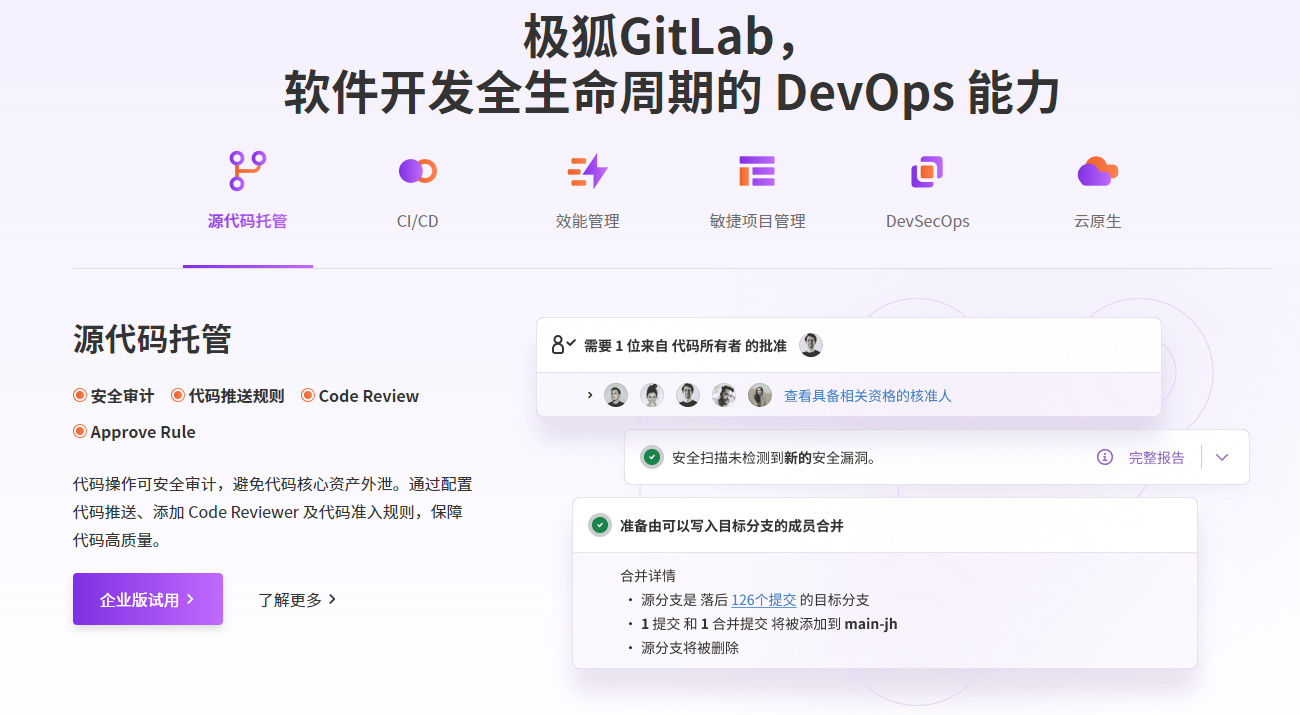 极狐GitLab，
软件开发全生命周期的 DevOps 能力
源代码托管
CI/CD
效能管理
敏捷项目管理
DevSecOps
云原生
源代码托管
安全审计 代码推送规则 Code Review
Approve Rule
代码操作可安全审计，避免代码核心资产外泄。通过配置
代码推送、添加 Code Reviewer 及代码准入规则，保障
代码高质量。
企业版试用 >
了解更多 >
需要 1 位来自 代码所有者 的批准
查看具备相关资格的核准人
安全扫描未检测到新的安全漏洞。
完整报告
准备由可以写入目标分支的成员合并
合并详情
• 源分支是 落后 126个提交 的目标分支
• 1 提交 和 1 合并提交 将被添加到 main-jh
• 源分支将被删除